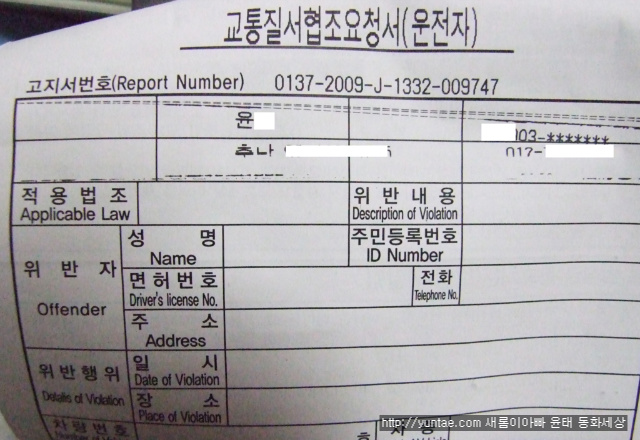 교통질서협조요청서(운전자)
고지서번호(Report Number) 0137-2009-J-1332-009747
윤
003-*******
추나
017-
적용법조
Applicable Law
위반내용
Description of Violation
위반자
Offender
성 명
Name
주민등록번호
ID Number
면허번호
Driver's license No.
전화
Telephone No.
주 소
Address
위반행위
Details of Violation
일 시
Date of Violation
장 소
Place of Violation
차량번호
http://yuntae.com 새롬이아빠 윤태 동화세상